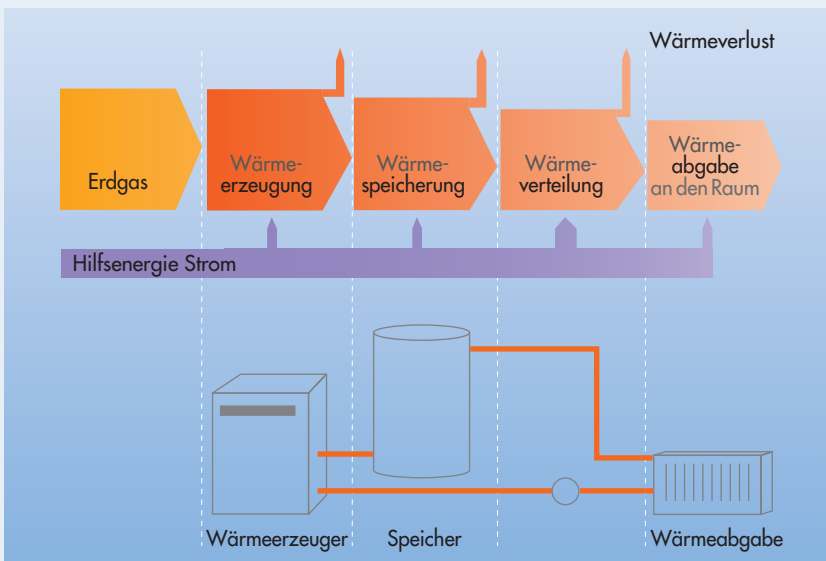 Wärmeverlust
Erdgas
Wärme-
erzeugung
Wärme-
speicherung
Wärme-
verteilung
Wärme-
abgabe
an den Raum
Hilfsenergie Strom
Wärmeerzeuger
Speicher
Wärmeabgabe